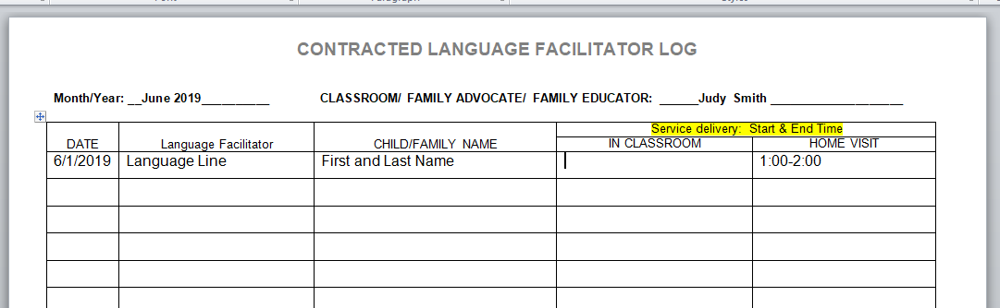 CONTRACTED LANGUAGE FACILITATOR LOG
Month/Year: __June 2019__________ CLASSROOM/ FAMILY ADVOCATE/ FAMILY EDUCATOR: ______Judy Smith ____________________
Service delivery: Start & End Time
DATE Language Facilitator CHILD/FAMILY NAME IN CLASSROOM HOME VISIT
6/1/2019 Language Line First and Last Name 1:00-2:00